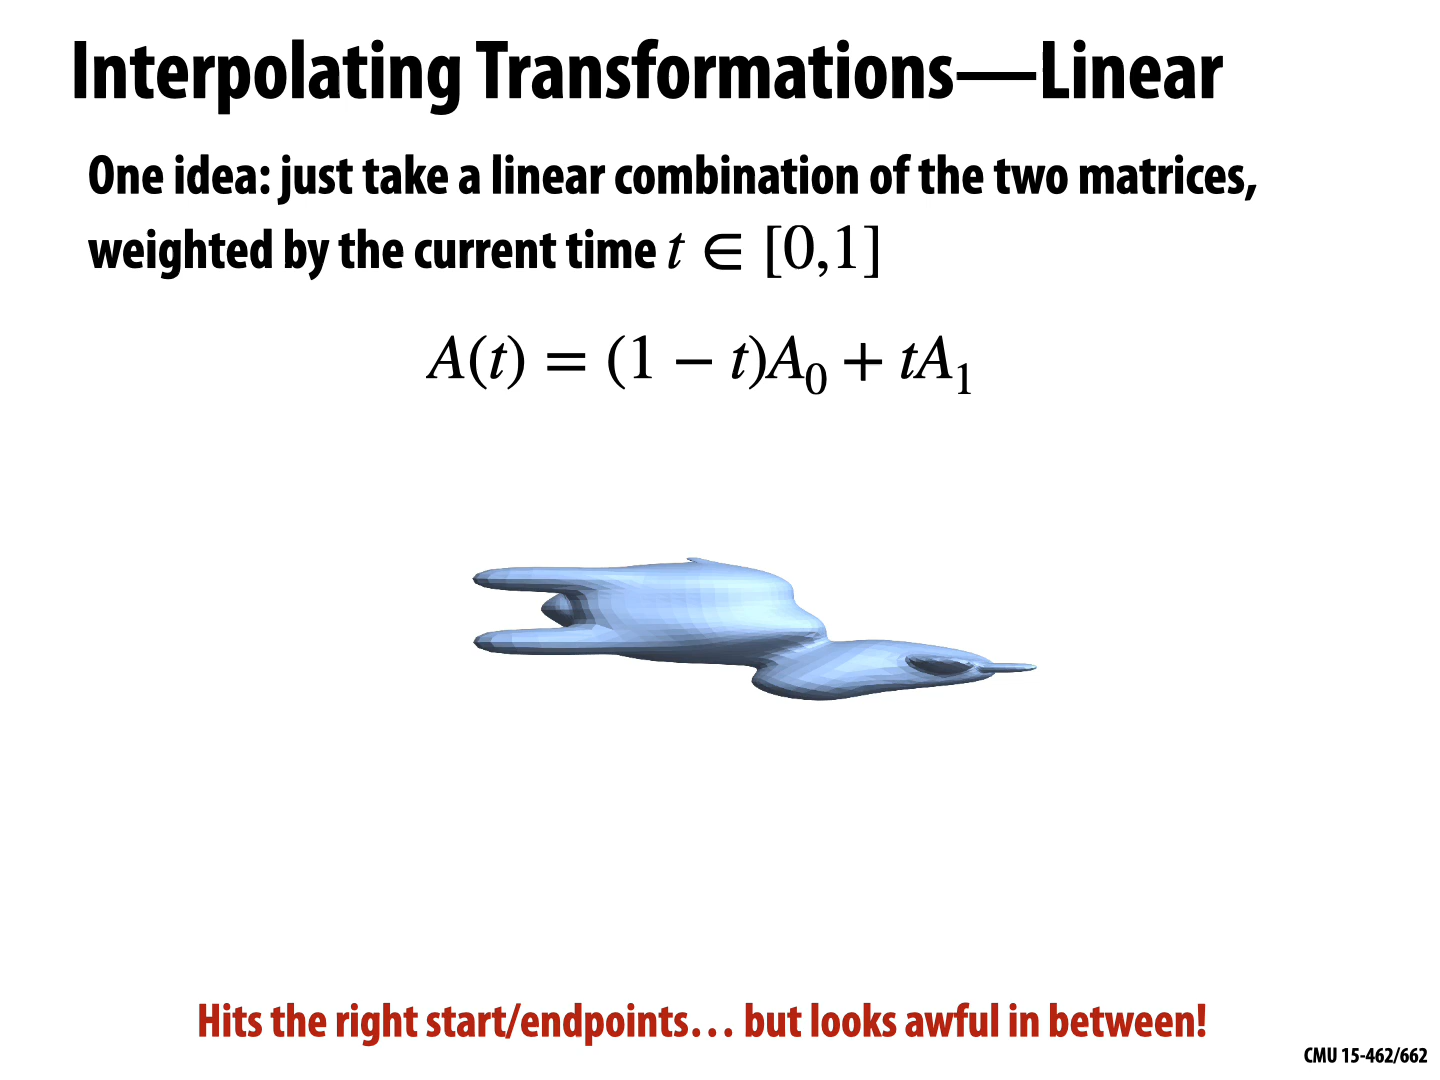 Interpolating Transformations—Linear
One idea: just take a linear combination of the two matrices,
weighted by the current time t ∈ [0,1]
A(t) = (1 − t)A₀ + tA₁
Hits the right start/endpoints… but looks awful in between!
CMU 15-462/662